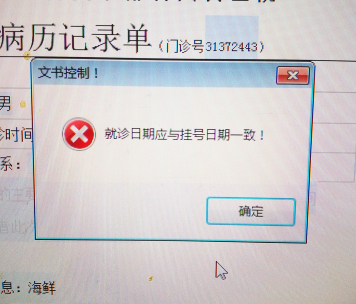 病历记录单（门诊号31372443）
文书控制！
男
就诊日期应与挂号日期一致！
诊时间
系：
确定
息：海鲜